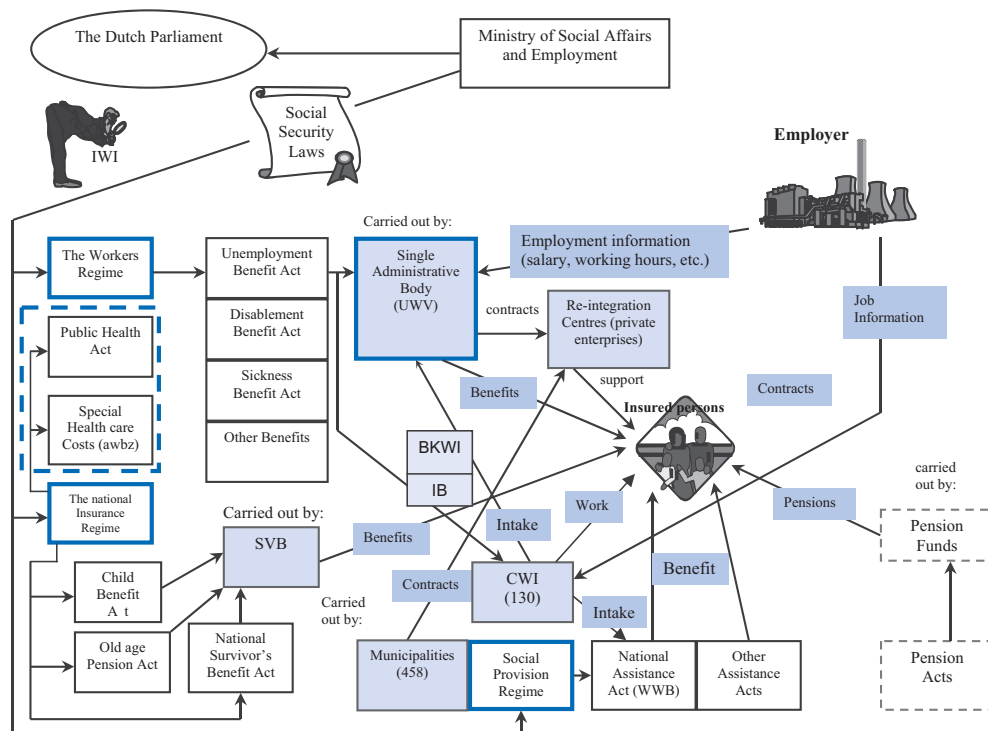 The Dutch Parliament
Ministry of Social Affairs
and Employment
IWI
Social
Security
Laws
Employer
Carried out by:
The Workers
Regime
Unemployment
Benefit Act
Single
Administrative
Body
(UWV)
Employment information
(salary, working hours, etc.)
Disablement
Benefit Act
contracts
Re-integration
Centres (private
enterprises)
Job
Information
Public Health
Act
Sickness
Benefit Act
Benefits
support
Contracts
Insured persons
Special
Health care
Costs (awbz)
Other Benefits
BKWI
IB
The national
Insurance
Regime
Carried out by:
SVB
Benefits
Intake
Work
Pensions
carried
out by:
Pension
Funds
Child
Benefit
A t
Contracts
CWI
(130)
Benefit
Carried
out by:
Intake
Old age
Pension Act
National
Survivor's
Benefit Act
Municipalities
(458)
Social
Provision
Regime
National
Assistance
Act (WWB)
Other
Assistance
Acts
Pension
Acts